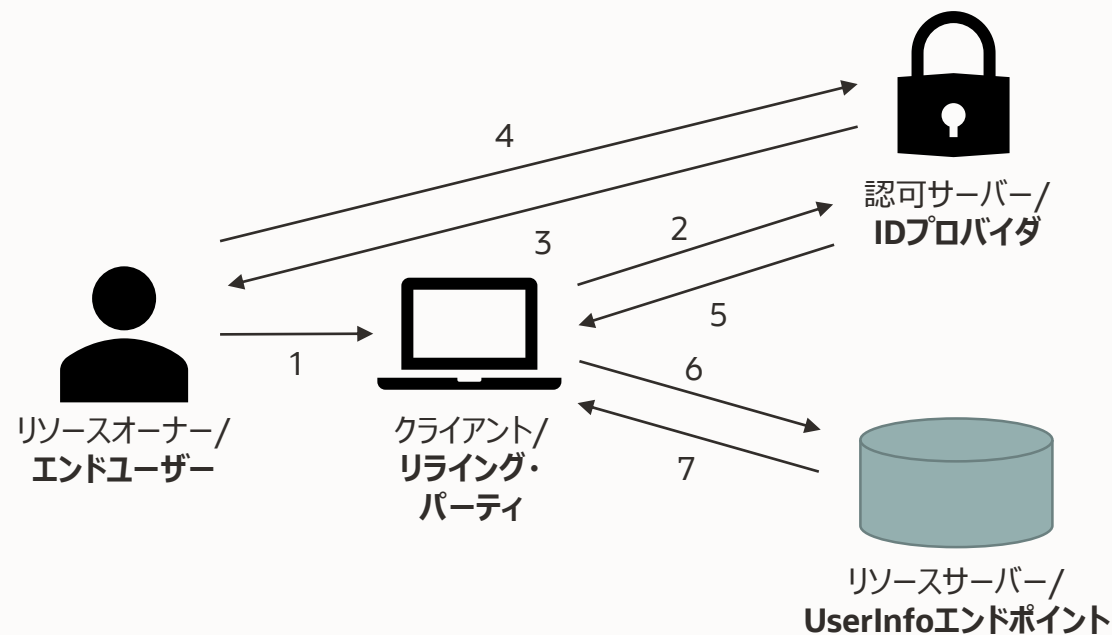 4
認可サーバー/
IDプロバイダ
3
2
5
1
6
リソースオーナー/
エンドユーザー
クライアント/
リライング・
パーティ
7
リソースサーバー/
UserInfoエンドポイント